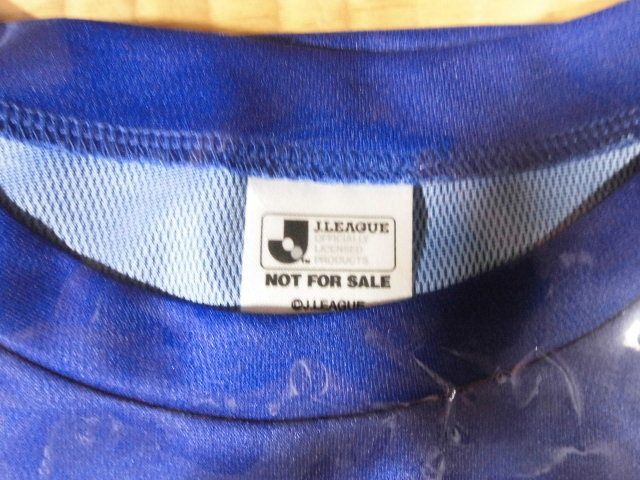 J.LEAGUE
OFFICIALLY
LICENSED
PRODUCTS
NOT FOR SALE
©J.LEAGUE